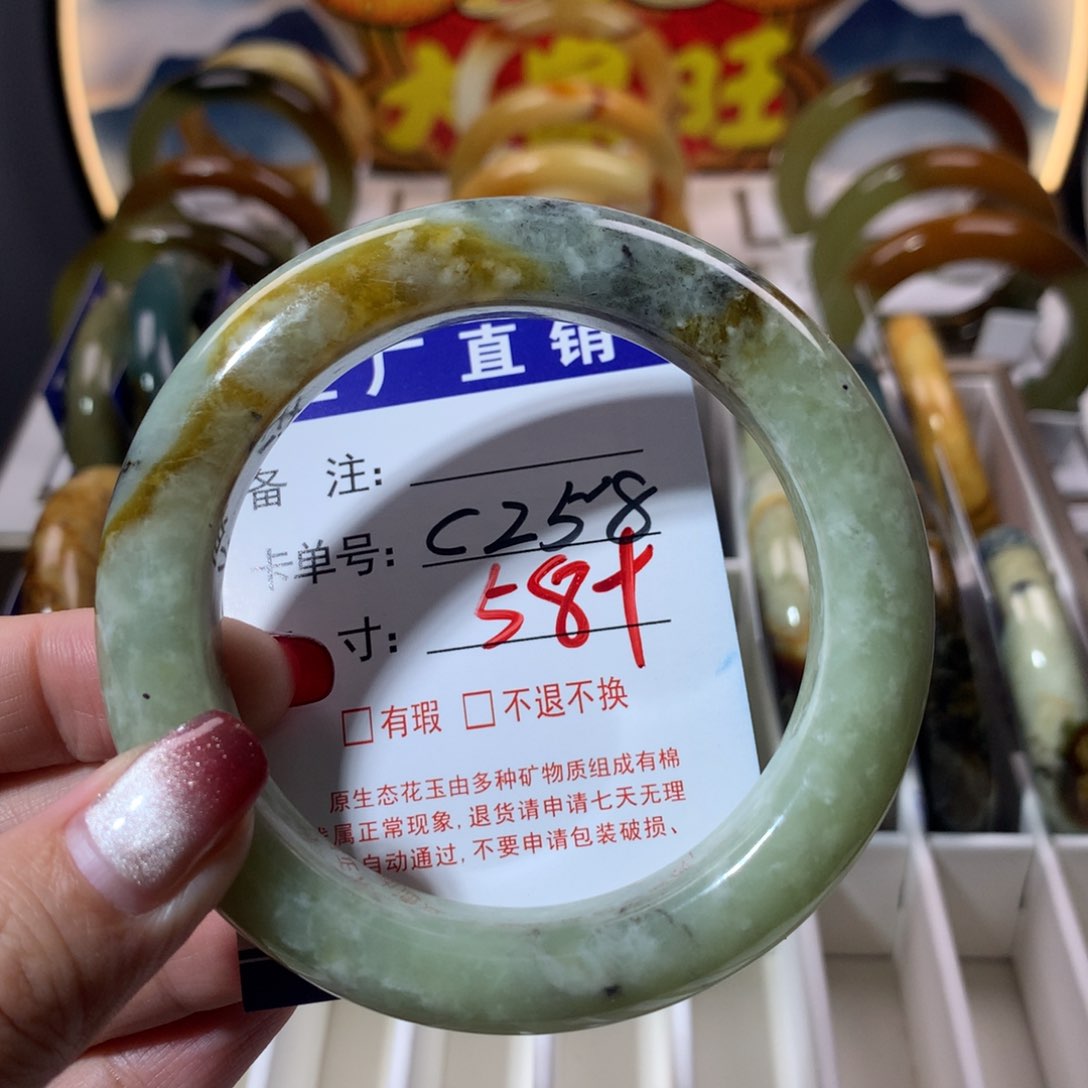 大 旺
厂直销
备 注:
C258
卡单号:
58+
寸:
□有瑕 □不退不换
原生态花玉由多种矿物质组成有棉
属正常现象,退货请申请七天无理
自动通过,不要申请包装破损、